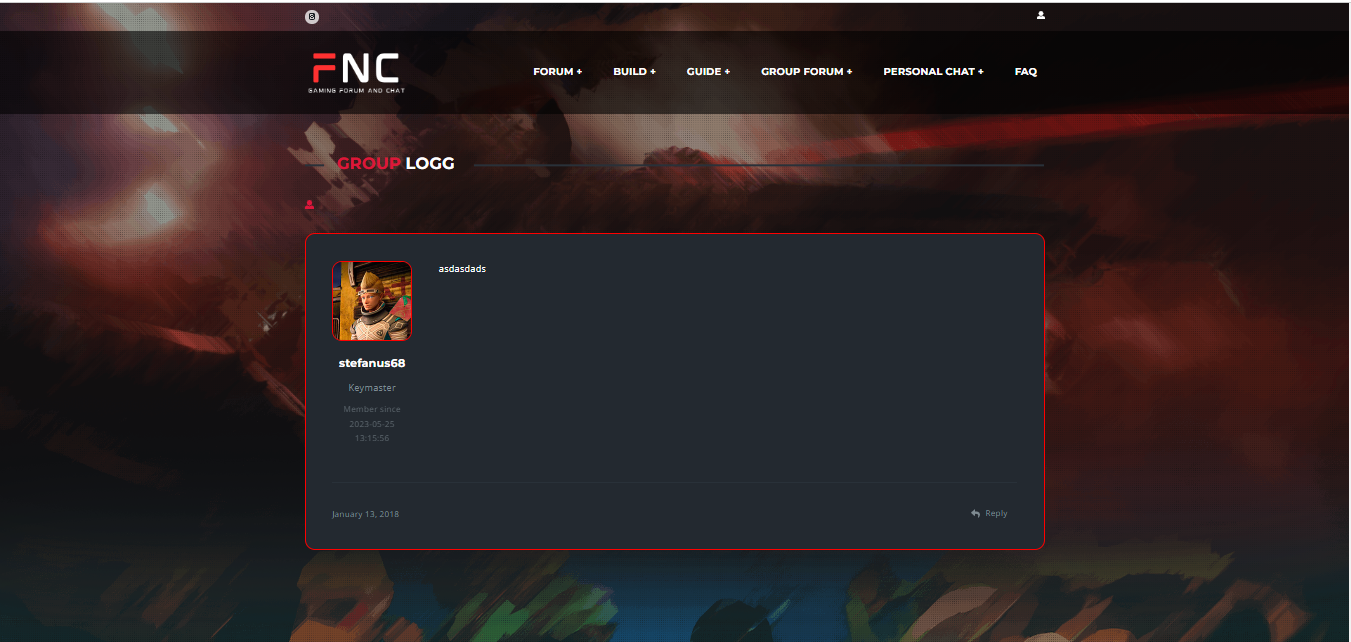 FNC
GAMING FORUM AND CHAT
FORUM +
BUILD +
GUIDE +
GROUP FORUM +
PERSONAL CHAT +
FAQ
GROUP LOGG
asdasdads
stefanus68
Keymaster
Member since
2023-05-25
13:15:56
January 13, 2018
Reply